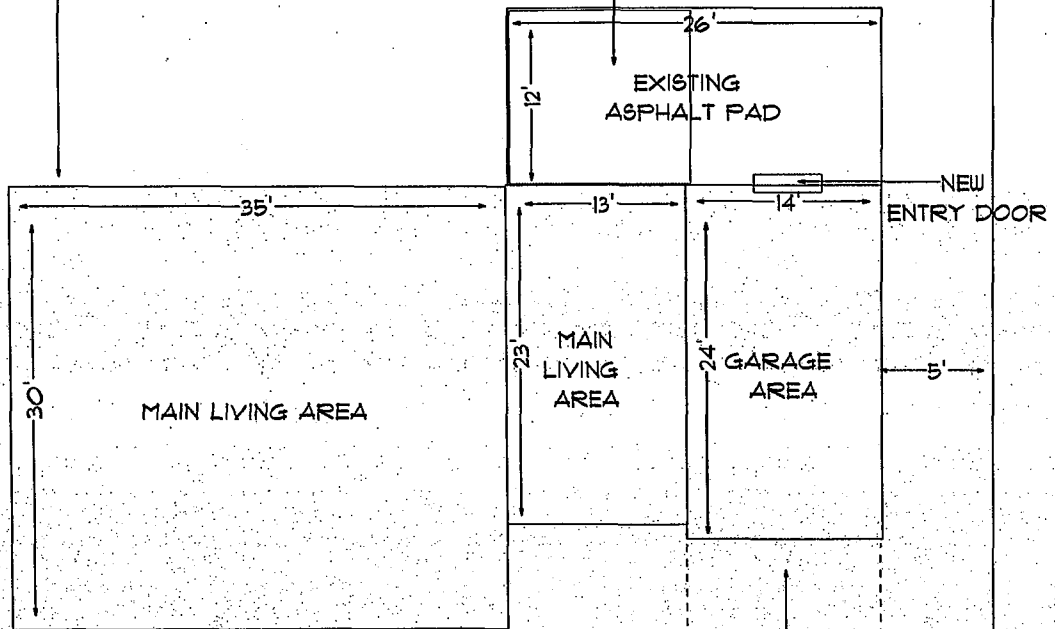 26'
12'
EXISTING
ASPHALT PAD
NEW
ENTRY DOOR
35'
13'
14'
30'
MAIN LIVING AREA
23'
MAIN
LIVING
AREA
24'
GARAGE
AREA
5'